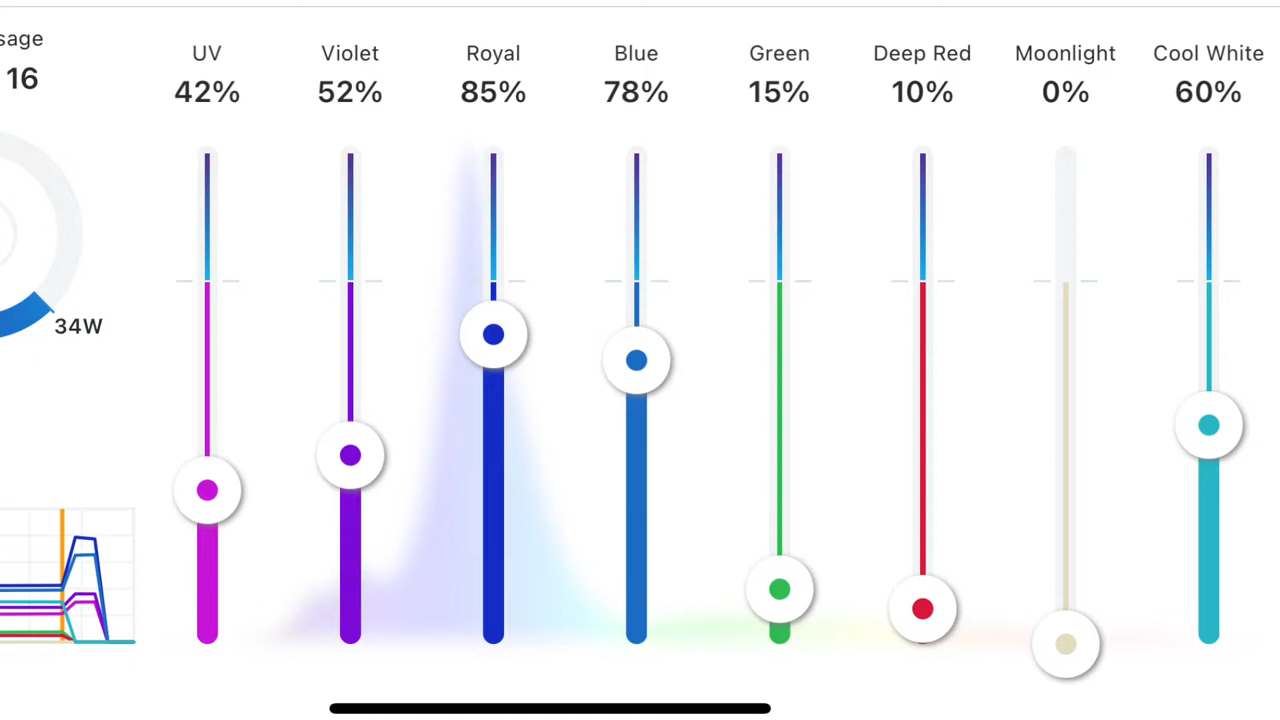 sage
16
34W
UV
42%
Violet
52%
Royal
85%
Blue
78%
Green
15%
Deep Red
10%
Moonlight
0%
Cool White
60%